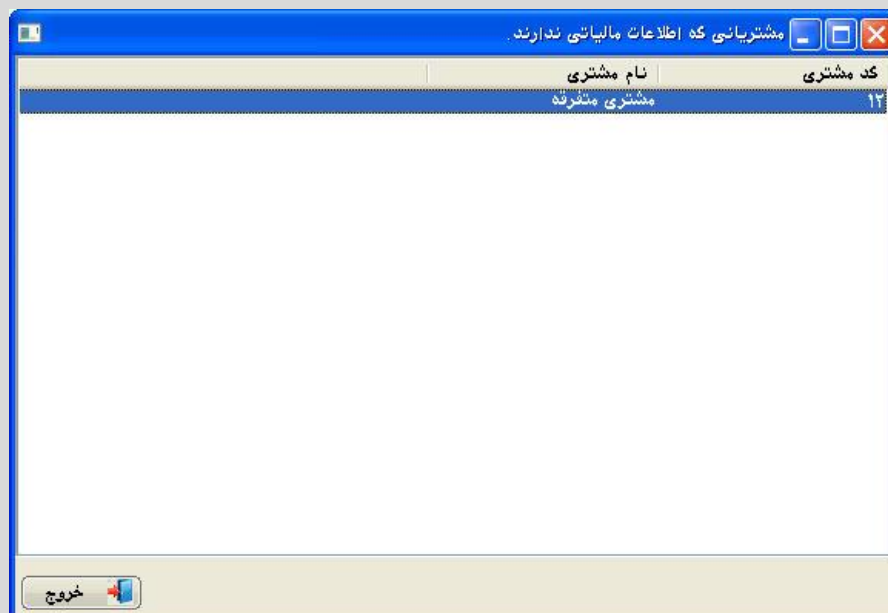 مشتریانی که اطلاعات مالیاتی ندارند.
کد مشتری نام مشتری
۱۲ مشتری متفرقه
خروج